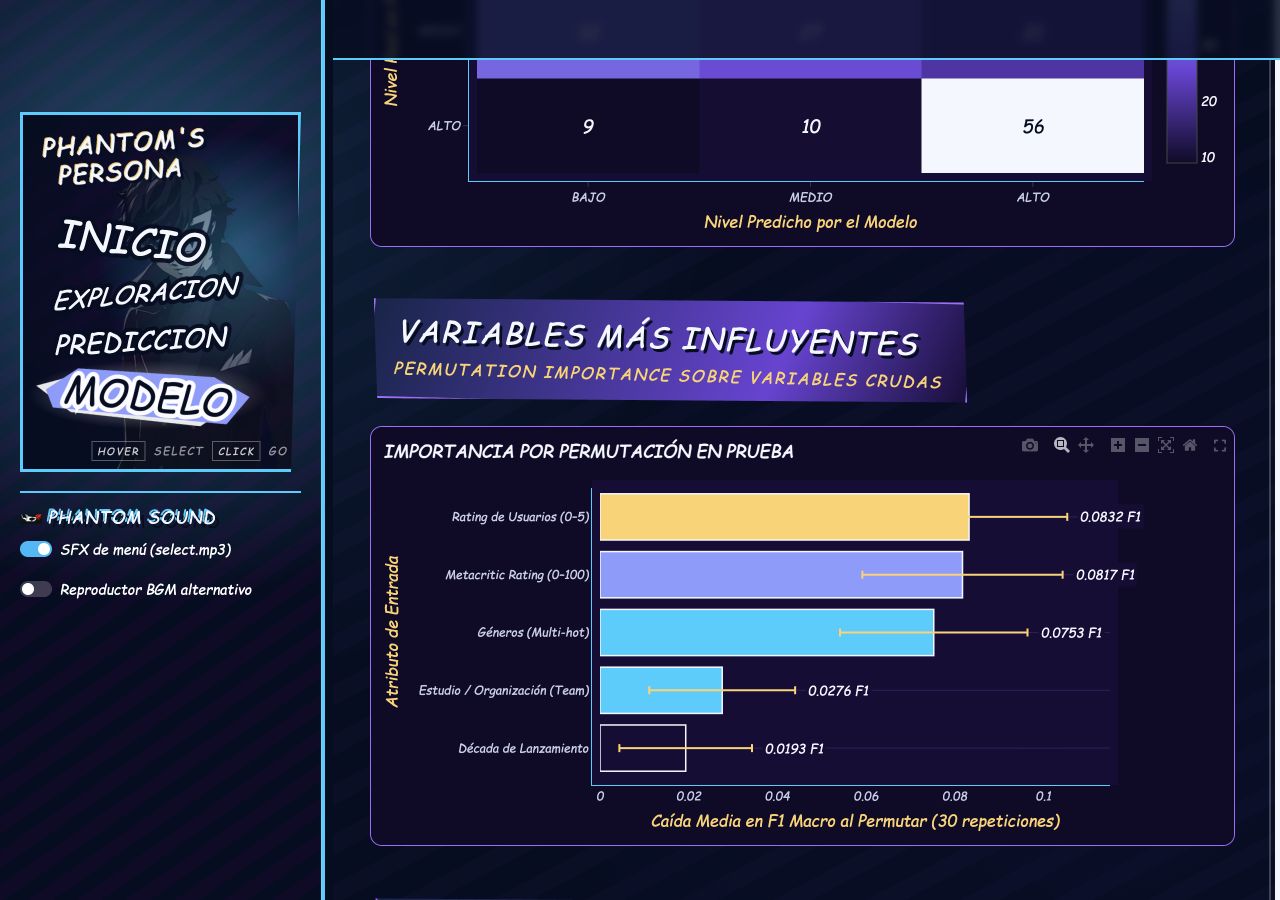 PHANTOM'S
PERSONA
INICIO
EXPLORACION
PREDICCION
MODELO
HOVER SELECT CLICK GO
PHANTOM SOUND
SFX de menú (select.mp3)
Reproductor BGM alternativo
Nivel
ALTO
9 10 56
20
10
BAJO MEDIO ALTO
Nivel Predicho por el Modelo
VARIABLES MÁS INFLUYENTES
PERMUTATION IMPORTANCE SOBRE VARIABLES CRUDAS
IMPORTANCIA POR PERMUTACIÓN EN PRUEBA
Atributo de Entrada
Rating de Usuarios (0-5) 0.0832 F1
Metacritic Rating (0-100) 0.0817 F1
Géneros (Multi-hot) 0.0753 F1
Estudio / Organización (Team) 0.0276 F1
Década de Lanzamiento 0.0193 F1
0 0.02 0.04 0.06 0.08 0.1
Caída Media en F1 Macro al Permutar (30 repeticiones)